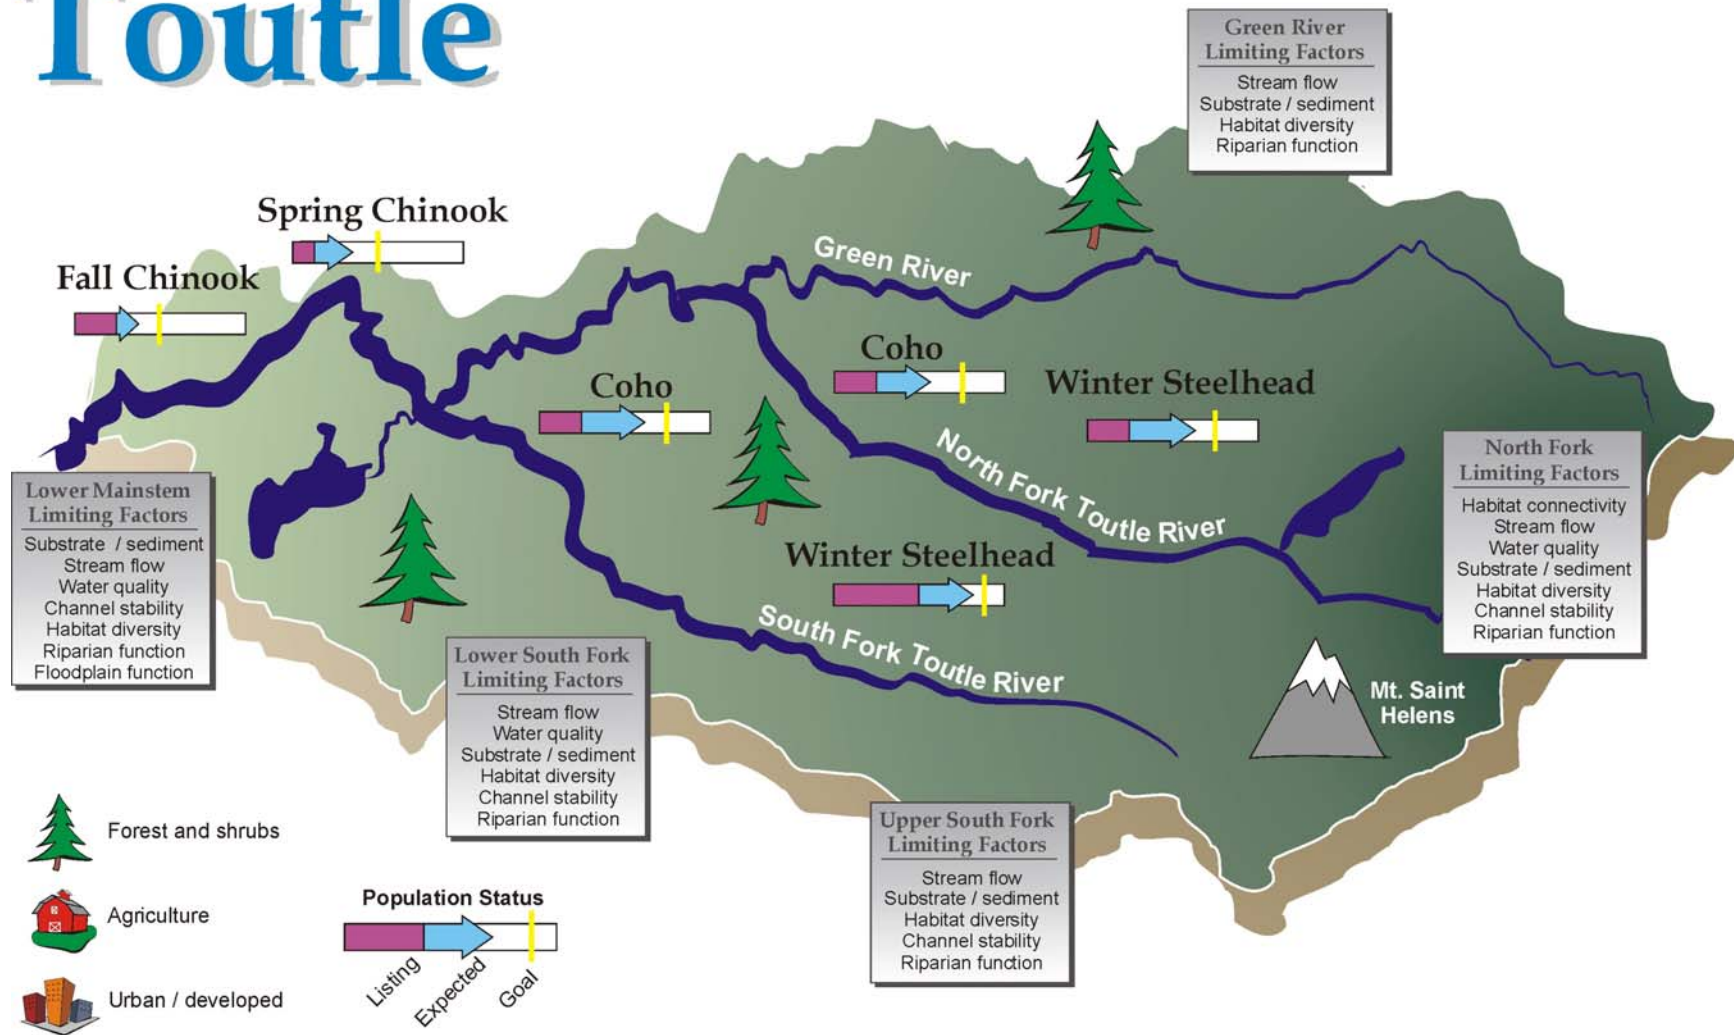 Toutle
Green River
Limiting Factors
Stream flow
Substrate / sediment
Habitat diversity
Riparian function
Spring Chinook
Fall Chinook
Green River
Coho
Coho
Winter Steelhead
North Fork Toutle River
Winter Steelhead
South Fork Toutle River
North Fork
Limiting Factors
Habitat connectivity
Stream flow
Water quality
Substrate / sediment
Habitat diversity
Channel stability
Riparian function
Lower Mainstem
Limiting Factors
Substrate / sediment
Stream flow
Water quality
Channel stability
Habitat diversity
Riparian function
Floodplain function
Lower South Fork
Limiting Factors
Stream flow
Water quality
Substrate / sediment
Habitat diversity
Channel stability
Riparian function
Mt. Saint
Helens
Upper South Fork
Limiting Factors
Stream flow
Substrate / sediment
Habitat diversity
Channel stability
Riparian function
Forest and shrubs
Agriculture
Urban / developed
Population Status
Listing
Expected
Goal